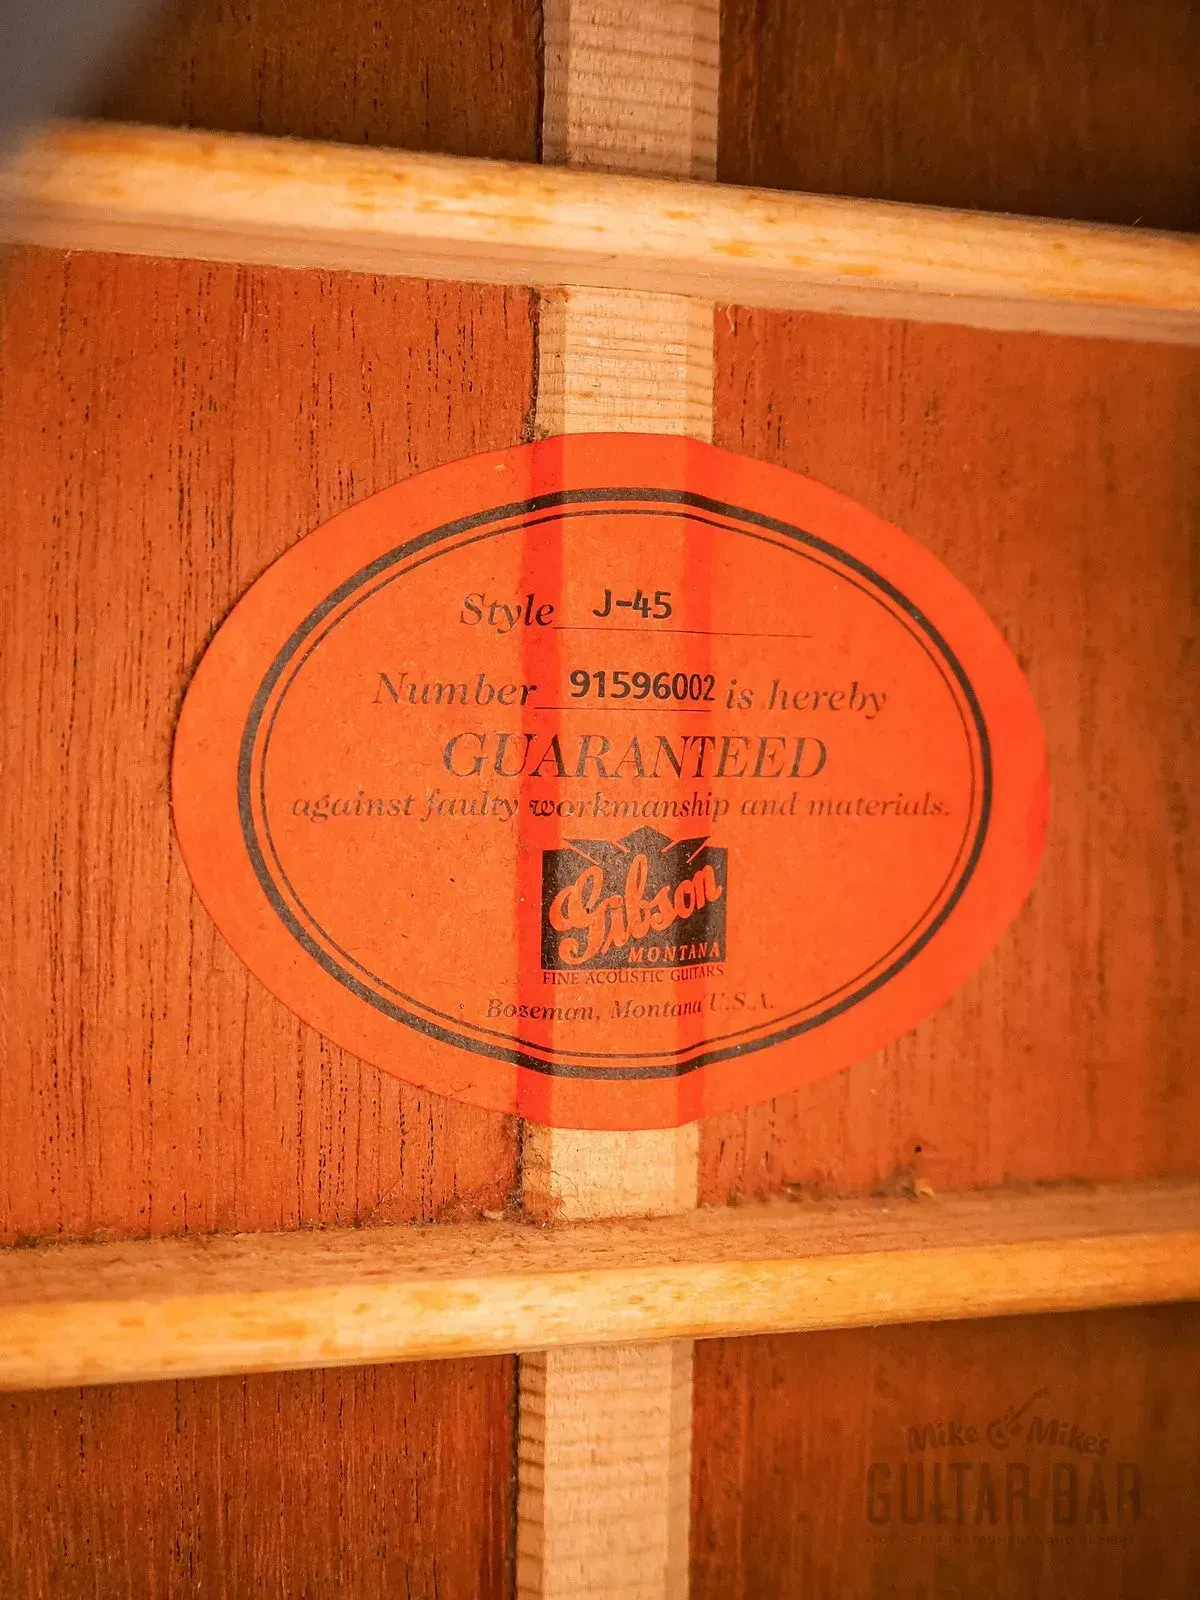 Style J-45
Number 91596002 is hereby
GUARANTEED
against faulty workmanship and materials.
Gibson
MONTANA
FINE ACOUSTIC GUITARS
Bozeman, Montana U.S.A.
Mike & Mike's
GUITAR BAR